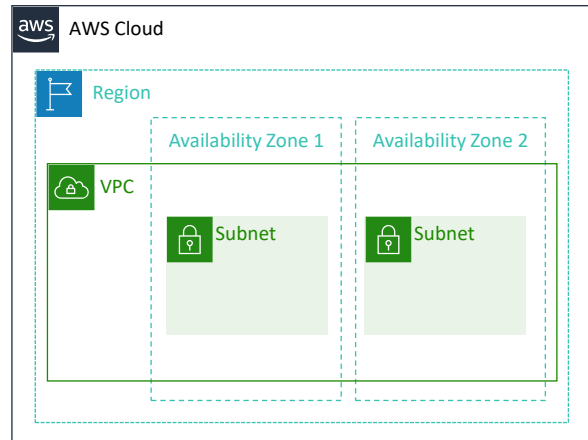 aws
AWS Cloud
Region
Availability Zone 1
Availability Zone 2
VPC
Subnet
Subnet